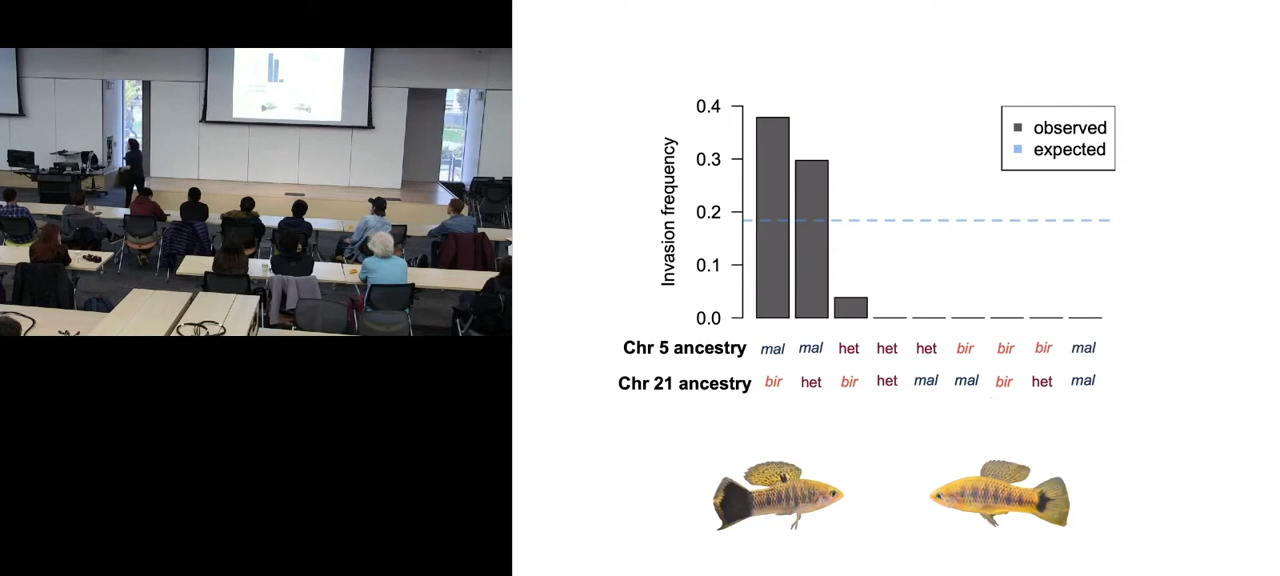 0.4
0.3
0.2
0.1
0.0
Invasion frequency
observed
expected
Chr 5 ancestry mal mal het het het bir bir bir mal
Chr 21 ancestry bir het bir het mal mal bir het mal